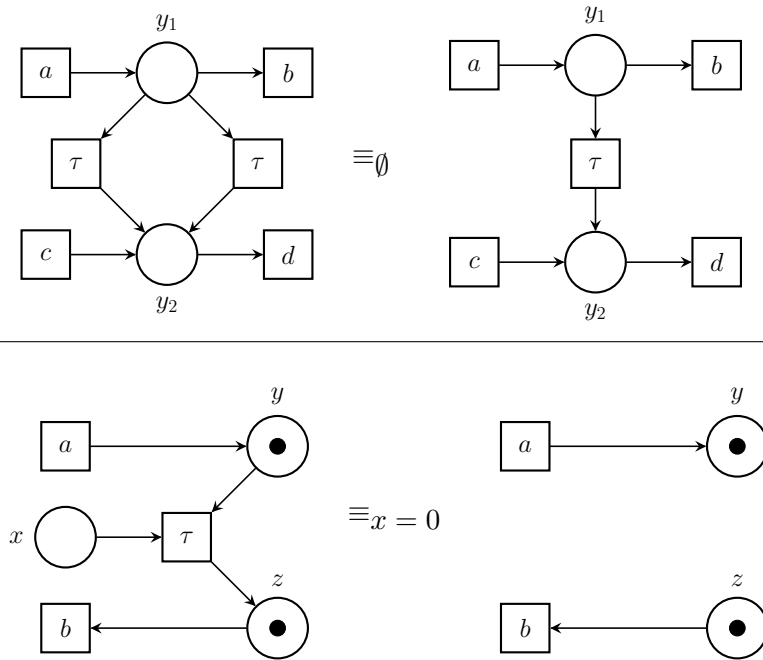 y₁ y₁
a b a b
τ τ ≡∅ τ
c d c d
y₂ y₂
y y
a a
x τ ≡x = 0
z z
b b